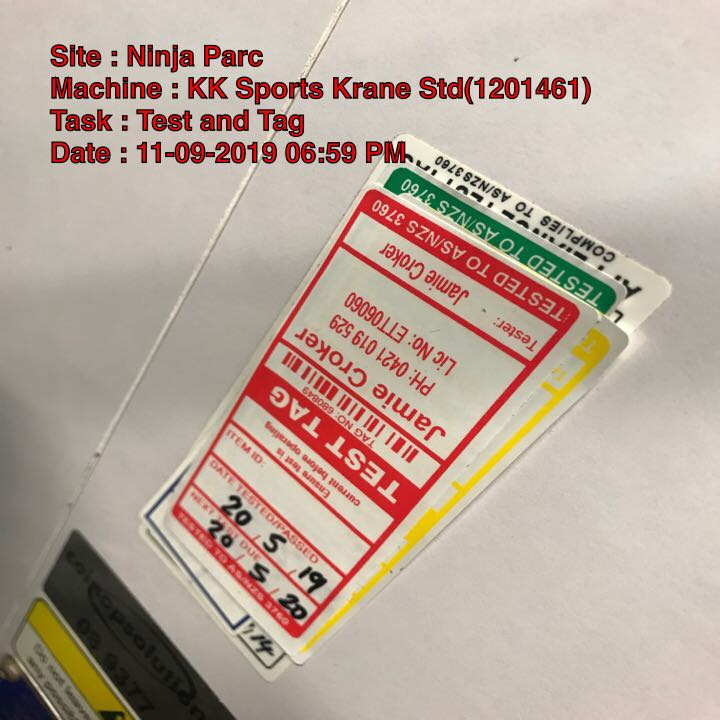 Site : Ninja Parc
Machine : KK Sports Krane Std(1201461)
Task : Test and Tag
Date : 11-09-2019 06:59 PM
COMPLIES TO AS/NZS 3760
TESTED TO AS/NZS 3760
TESTED TO AS/NZS 3760
Tester: Jamie Croker
Lic No: ETT06060
PH: 0421 019 529
Jamie Croker
TAG NO: 680849
TEST TAG
Ensure test is
current before operating
ITEM ID:
DATE TESTED/PASSED
20 / 5 / 19
NEXT TEST DUE
20 / 5 / 20
TESTED TO AS/NZS 3760
14
09 9377